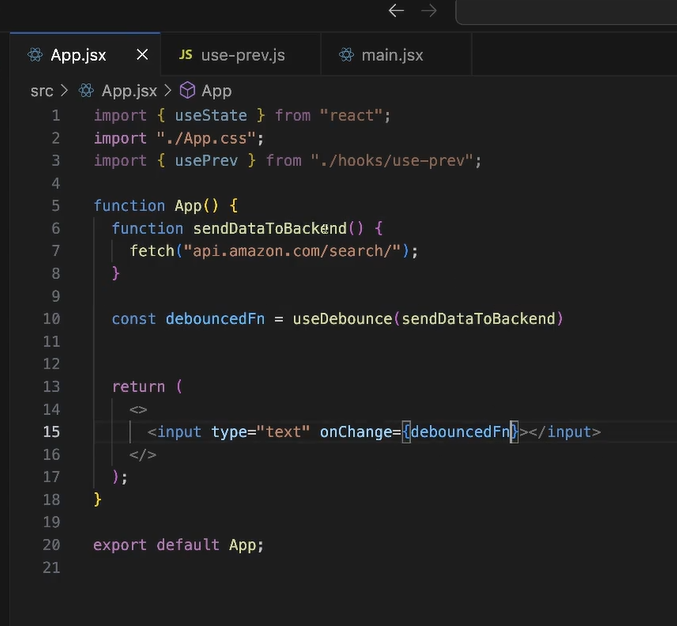 App.jsx
JS use-prev.js
main.jsx
src > App.jsx > App
1 import { useState } from "react";
2 import "./App.css";
3 import { usePrev } from "./hooks/use-prev";
4
5 function App() {
6 function sendDataToBackend() {
7 fetch("api.amazon.com/search/");
8 }
9
10 const debouncedFn = useDebounce(sendDataToBackend)
11
12
13 return (
14 <>
15 <input type="text" onChange={debouncedFn}></input>
16 </>
17 );
18 }
19
20 export default App;
21